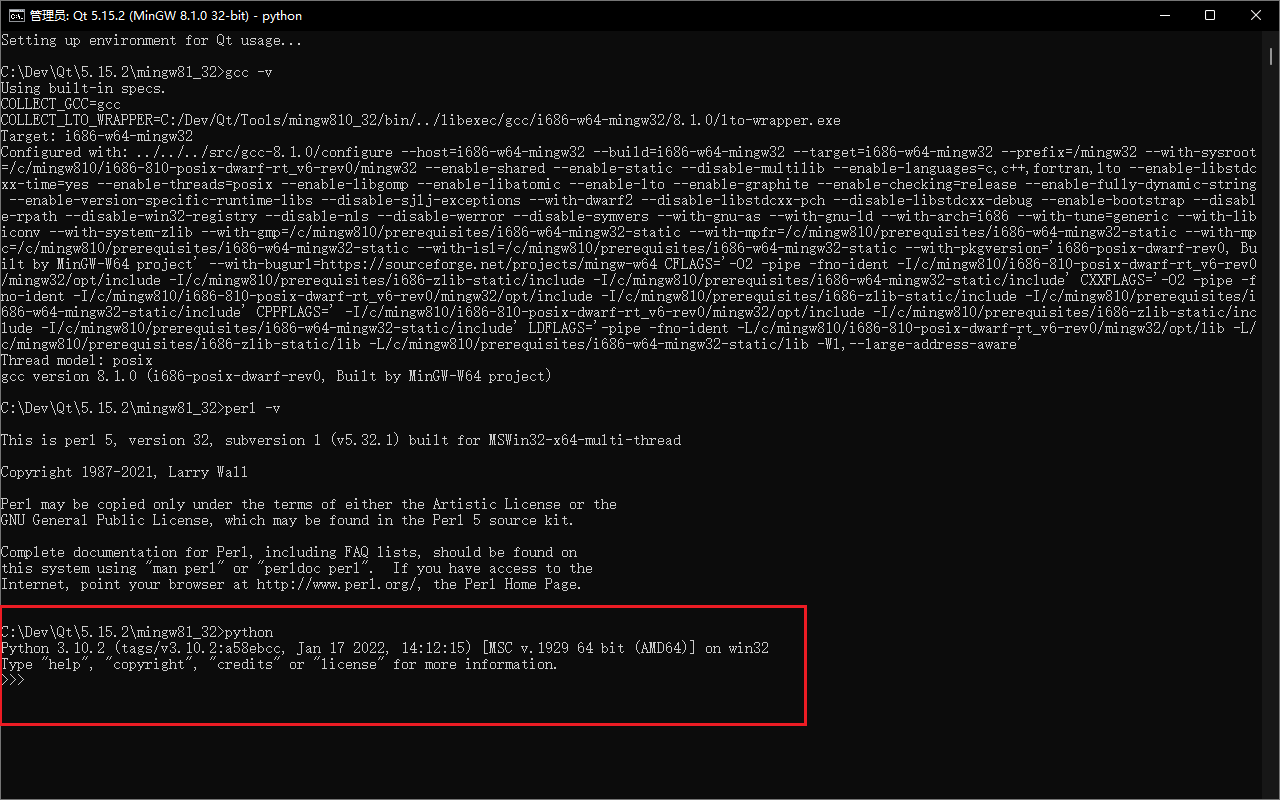 管理员: Qt 5.15.2 (MinGW 8.1.0 32-bit) - python
Setting up environment for Qt usage...
C:\Dev\Qt\5.15.2\mingw81_32>gcc -v
Using built-in specs.
COLLECT_GCC=gcc
COLLECT_LTO_WRAPPER=C:/Dev/Qt/Tools/mingw810_32/bin/../libexec/gcc/i686-w64-mingw32/8.1.0/lto-wrapper.exe
Target: i686-w64-mingw32
Configured with: ../../../src/gcc-8.1.0/configure --host=i686-w64-mingw32 --build=i686-w64-mingw32 --target=i686-w64-mingw32 --prefix=/mingw32 --with-sysroot
=/c/mingw810/i686-810-posix-dwarf-rt_v6-rev0/mingw32 --enable-shared --enable-static --disable-multilib --enable-languages=c,c++,fortran,lto --enable-libstdc
xx-time=yes --enable-threads=posix --enable-libgomp --enable-libatomic --enable-lto --enable-graphite --enable-checking=release --enable-fully-dynamic-string
--enable-version-specific-runtime-libs --disable-sjlj-exceptions --with-dwarf2 --disable-libstdcxx-pch --disable-libstdcxx-debug --enable-bootstrap --disabl
e-rpath --disable-win32-registry --disable-nls --disable-werror --disable-symvers --with-gnu-as --with-gnu-ld --with-arch=i686 --with-tune=generic --with-lib
iconv --with-system-zlib --with-gmp=/c/mingw810/prerequisites/i686-w64-mingw32-static --with-mpfr=/c/mingw810/prerequisites/i686-w64-mingw32-static --with-mp
c=/c/mingw810/prerequisites/i686-w64-mingw32-static --with-isl=/c/mingw810/prerequisites/i686-w64-mingw32-static --with-pkgversion='i686-posix-dwarf-rev0, Bu
ilt by MinGW-W64 project' --with-bugurl=https://sourceforge.net/projects/mingw-w64 CFLAGS='-O2 -pipe -fno-ident -I/c/mingw810/i686-810-posix-dwarf-rt_v6-rev0
/mingw32/opt/include -I/c/mingw810/prerequisites/i686-zlib-static/include -I/c/mingw810/prerequisites/i686-w64-mingw32-static/include' CXXFLAGS='-O2 -pipe -f
no-ident -I/c/mingw810/i686-810-posix-dwarf-rt_v6-rev0/mingw32/opt/include -I/c/mingw810/prerequisites/i686-zlib-static/include -I/c/mingw810/prerequisites/i
686-w64-mingw32-static/include' CPPFLAGS=' -I/c/mingw810/i686-810-posix-dwarf-rt_v6-rev0/mingw32/opt/include -I/c/mingw810/prerequisites/i686-zlib-static/inc
lude -I/c/mingw810/prerequisites/i686-w64-mingw32-static/include' LDFLAGS='-pipe -fno-ident -L/c/mingw810/i686-810-posix-dwarf-rt_v6-rev0/mingw32/opt/lib -L/
c/mingw810/prerequisites/i686-zlib-static/lib -L/c/mingw810/prerequisites/i686-w64-mingw32-static/lib -Wl,--large-address-aware'
Thread model: posix
gcc version 8.1.0 (i686-posix-dwarf-rev0, Built by MinGW-W64 project)
C:\Dev\Qt\5.15.2\mingw81_32>perl -v
This is perl 5, version 32, subversion 1 (v5.32.1) built for MSWin32-x64-multi-thread
Copyright 1987-2021, Larry Wall
Perl may be copied only under the terms of either the Artistic License or the
GNU General Public License, which may be found in the Perl 5 source kit.
Complete documentation for Perl, including FAQ lists, should be found on
this system using "man perl" or "perldoc perl".  If you have access to the
Internet, point your browser at http://www.perl.org/, the Perl Home Page.
C:\Dev\Qt\5.15.2\mingw81_32>python
Python 3.10.2 (tags/v3.10.2:a58ebcc, Jan 17 2022, 14:12:15) [MSC v.1929 64 bit (AMD64)] on win32
Type "help", "copyright", "credits" or "license" for more information.
>>>